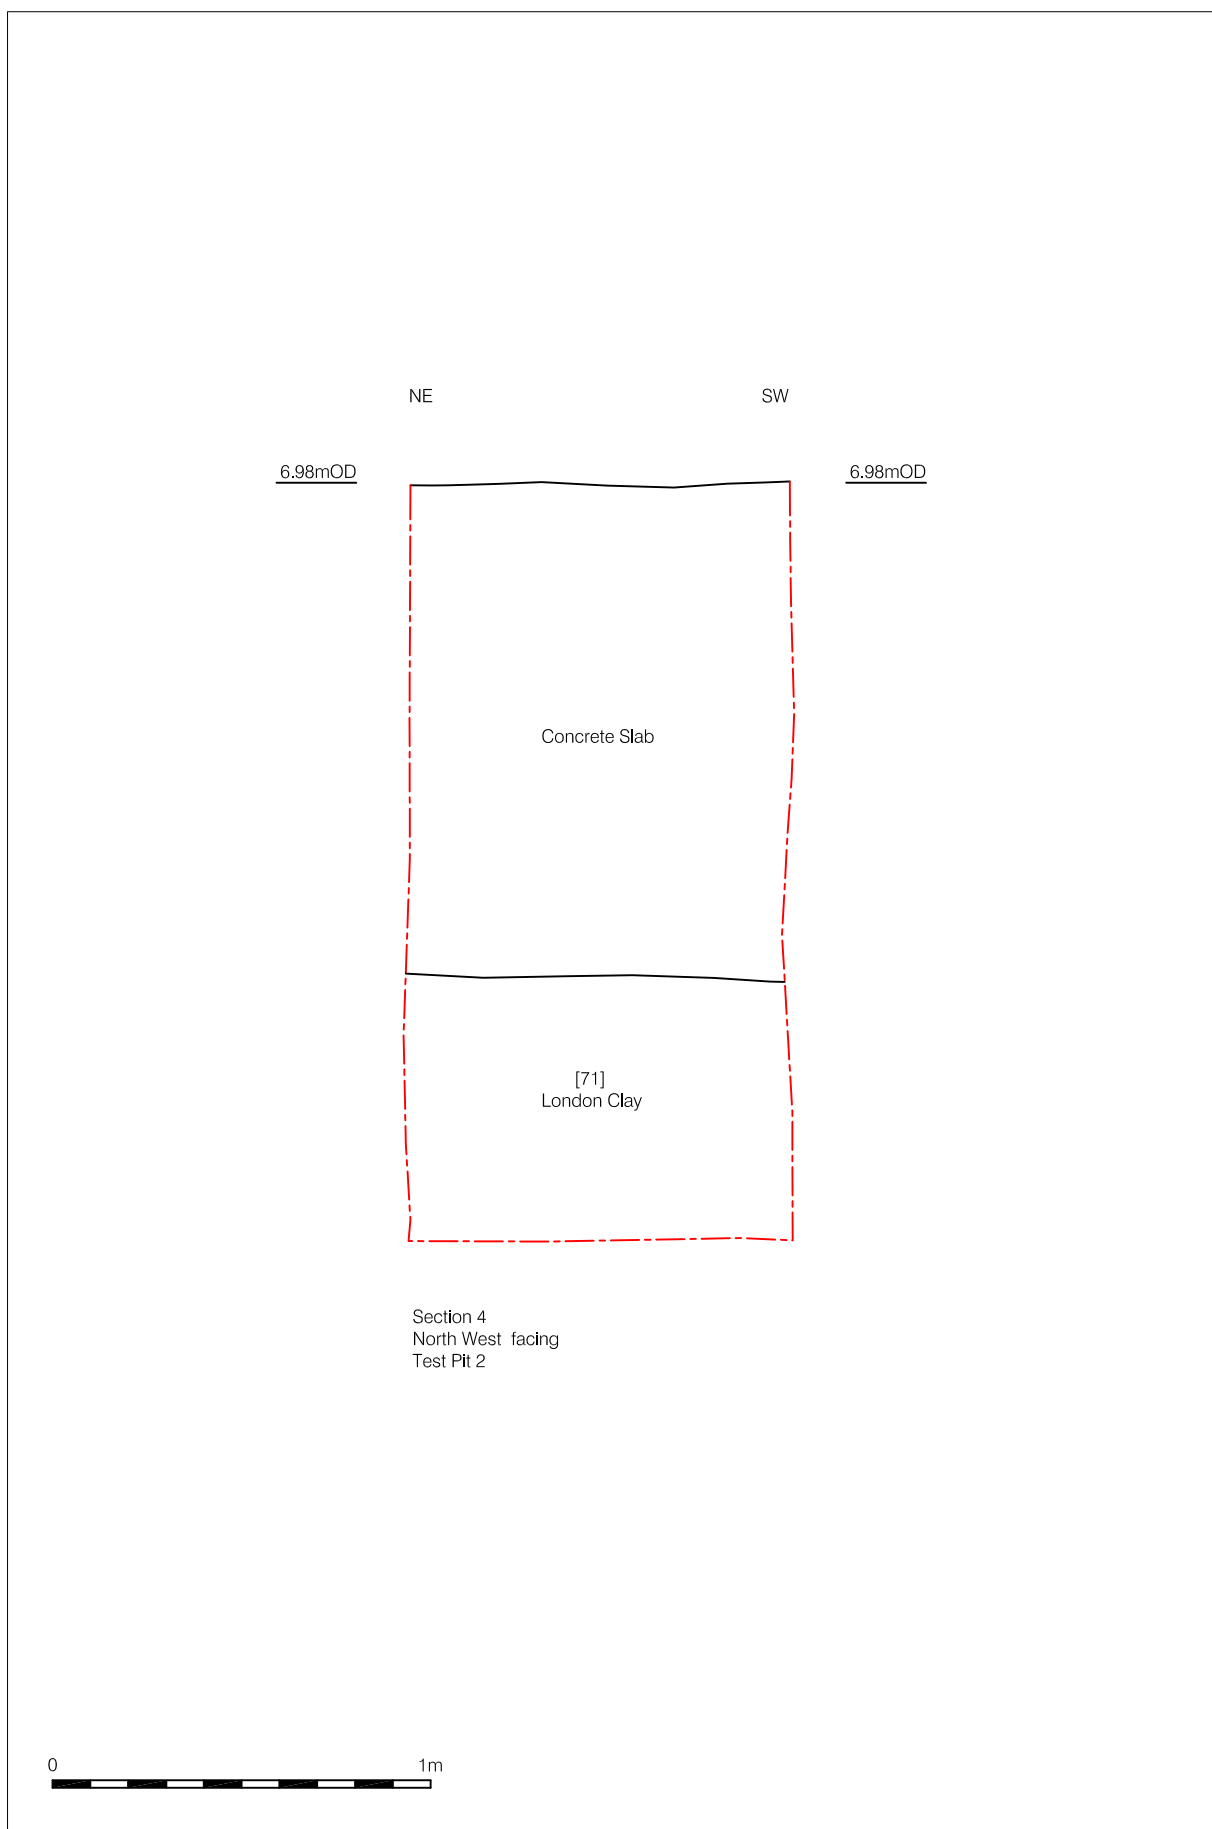 NE SW
6.98mOD 6.98mOD
Concrete Slab
[71]
London Clay
Section 4
North West facing
Test Pit 2
0 1m